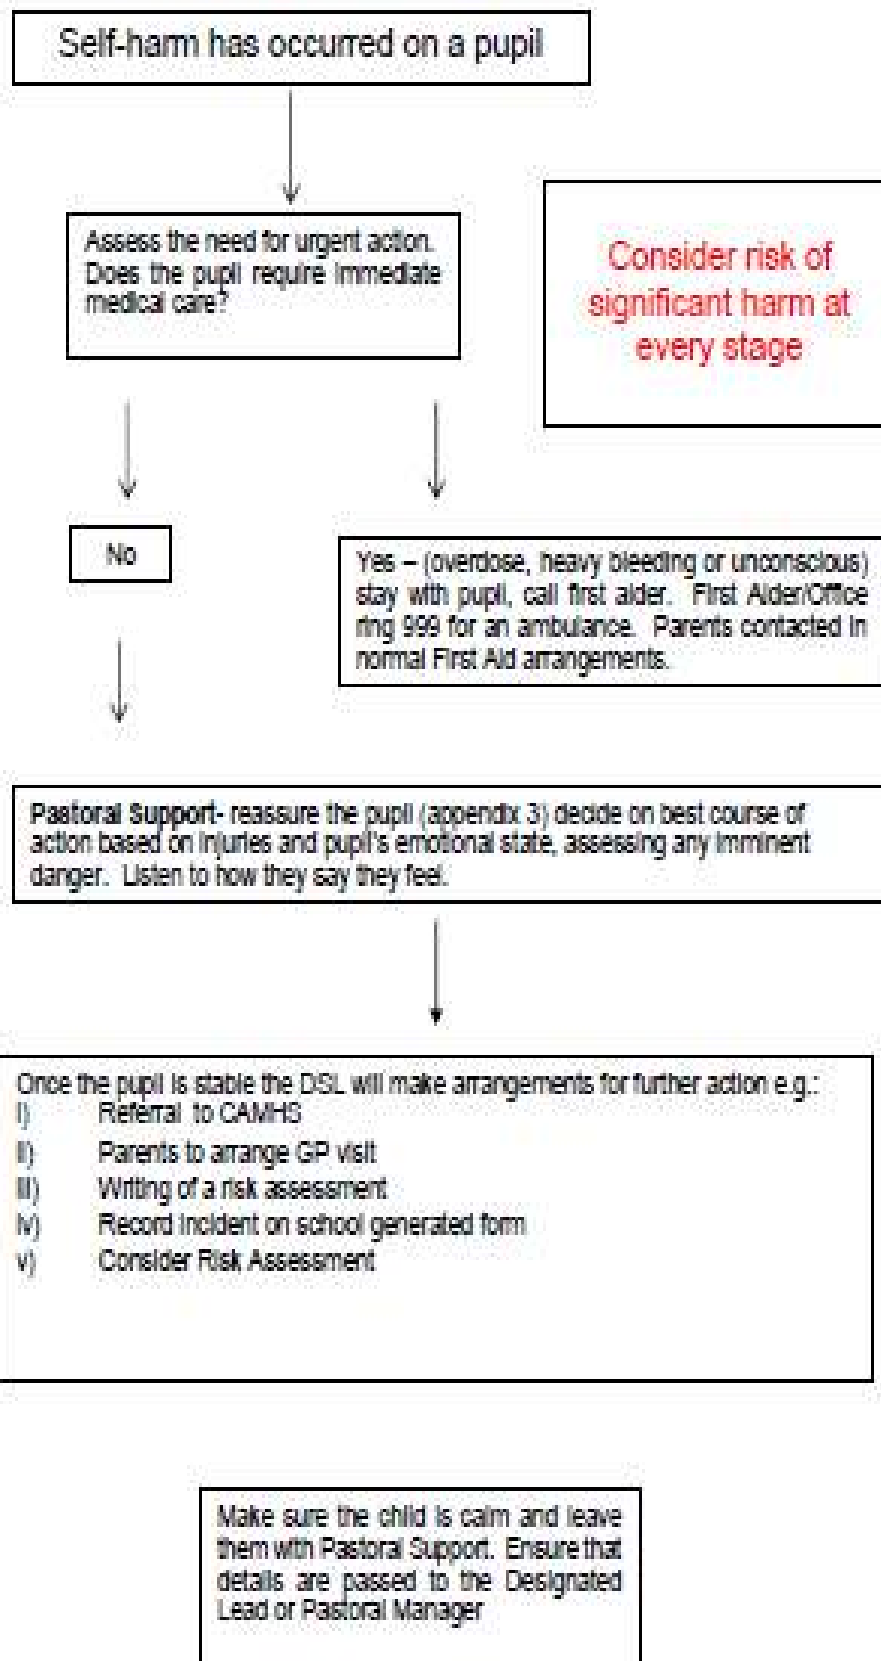 Self-harm has occurred on a pupil
Assess the need for urgent action.
Does the pupil require immediate
medical care?
Consider risk of
significant harm at
every stage
No
Yes – (overdose, heavy bleeding or unconscious)
stay with pupil, call first aider. First Aider/Office
ring 999 for an ambulance. Parents contacted in
normal First Aid arrangements.
Pastoral Support- reassure the pupil (appendix 3) decide on best course of
action based on injuries and pupil's emotional state, assessing any imminent
danger. Listen to how they say they feel.
Once the pupil is stable the DSL will make arrangements for further action e.g.:
i) Referral to CAMHS
ii) Parents to arrange GP visit
iii) Writing of a risk assessment
iv) Record incident on school generated form
v) Consider Risk Assessment
Make sure the child is calm and leave
them with Pastoral Support. Ensure that
details are passed to the Designated
Lead or Pastoral Manager